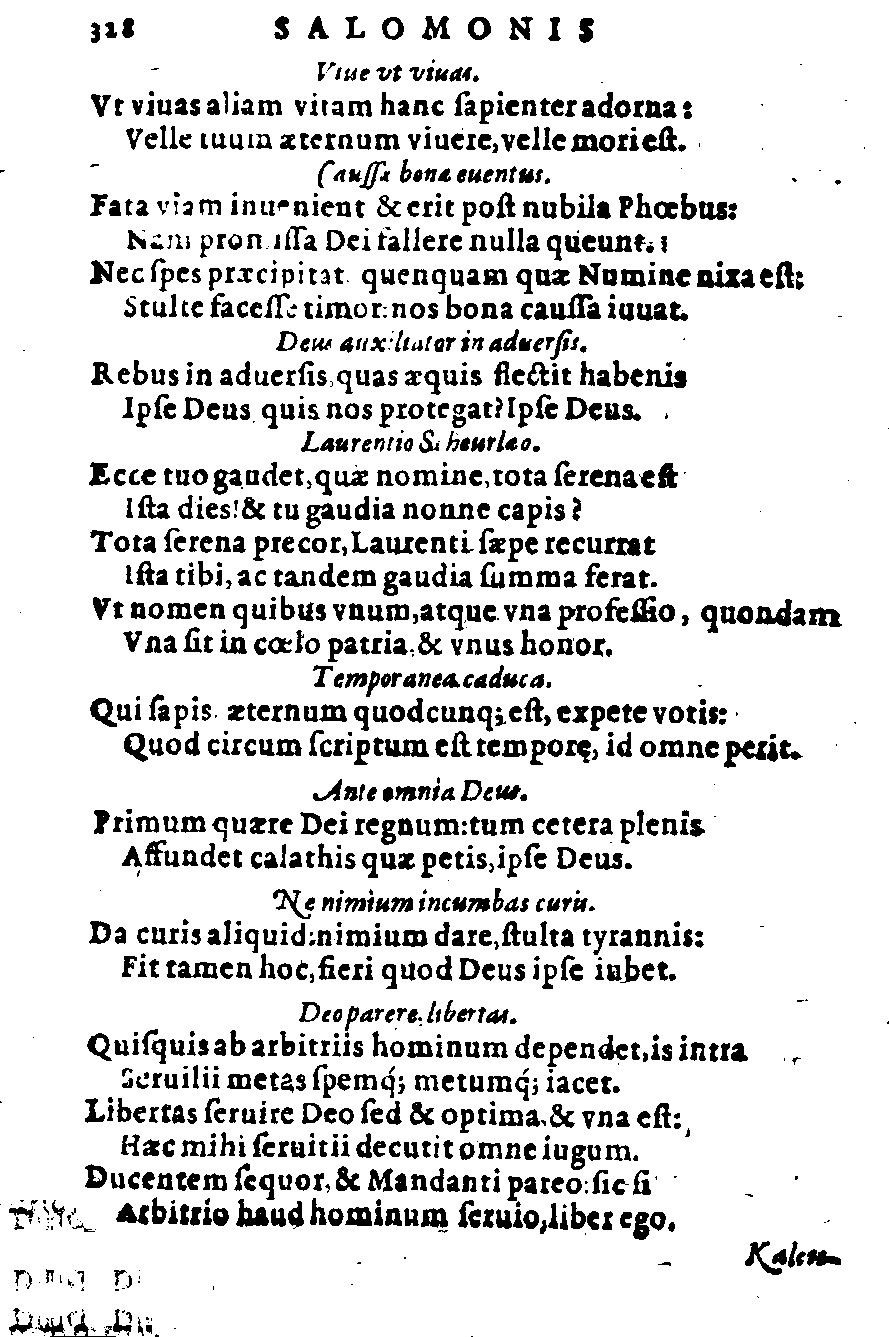 328 SALOMONIS
Viue vt viuas.
Vt viuas aliam vitam hanc ſapienter adorna:
Velle tuum æternum viuere, velle mori eſt.
Cauſſa bona euentus.
Fata viam inuenient & erit poſt nubila Phœbus:
Nam promiſſa Dei fallere nulla queunt.
Nec ſpes præcipitat quenquam quæ Numine nixa eſt:
Stulte faceſſe timor: nos bona cauſſa iuuat.
Deus auxiliator in aduerſis.
Rebus in aduerſis, quas æquis flectit habenis
Ipſe Deus quis nos protegat? Ipſe Deus.
Laurentio Scheurlæo.
Ecce tuo gaudet, quæ nomine, tota ſerena eſt
Iſta dies! & tu gaudia nonne capis?
Tota ſerena precor, Laurenti ſæpe recurrat
Iſta tibi, ac tandem gaudia ſumma ferat.
Vt nomen quibus vnum, atque vna profeſſio, quondam
Vna ſit in cœlo patria, & vnus honor.
Temporanea caduca.
Qui ſapis æternum quodcunq; eſt, expete votis:
Quod circum ſcriptum eſt temporę, id omne perit.
Ante omnia Deus.
Primum quære Dei regnum: tum cetera plenis
Affundet calathis quæ petis, ipſe Deus.
Ne nimium incumbas curis.
Da curis aliquid: nimium dare, ſtulta tyrannis:
Fit tamen hoc, fieri quod Deus ipſe iubet.
Deo parere, libertas.
Quiſquis ab arbitriis hominum dependet, is intra
Seruilii metas ſpemq́; metumq́; iacet.
Libertas ſeruire Deo ſed & optima, & vna eſt:
Hæc mihi ſeruitii decutit omne iugum.
Ducentem ſequor, & Mandanti pareo: ſic ſi
Arbitrio haud hominum ſeruio, liber ego.
Kalen-